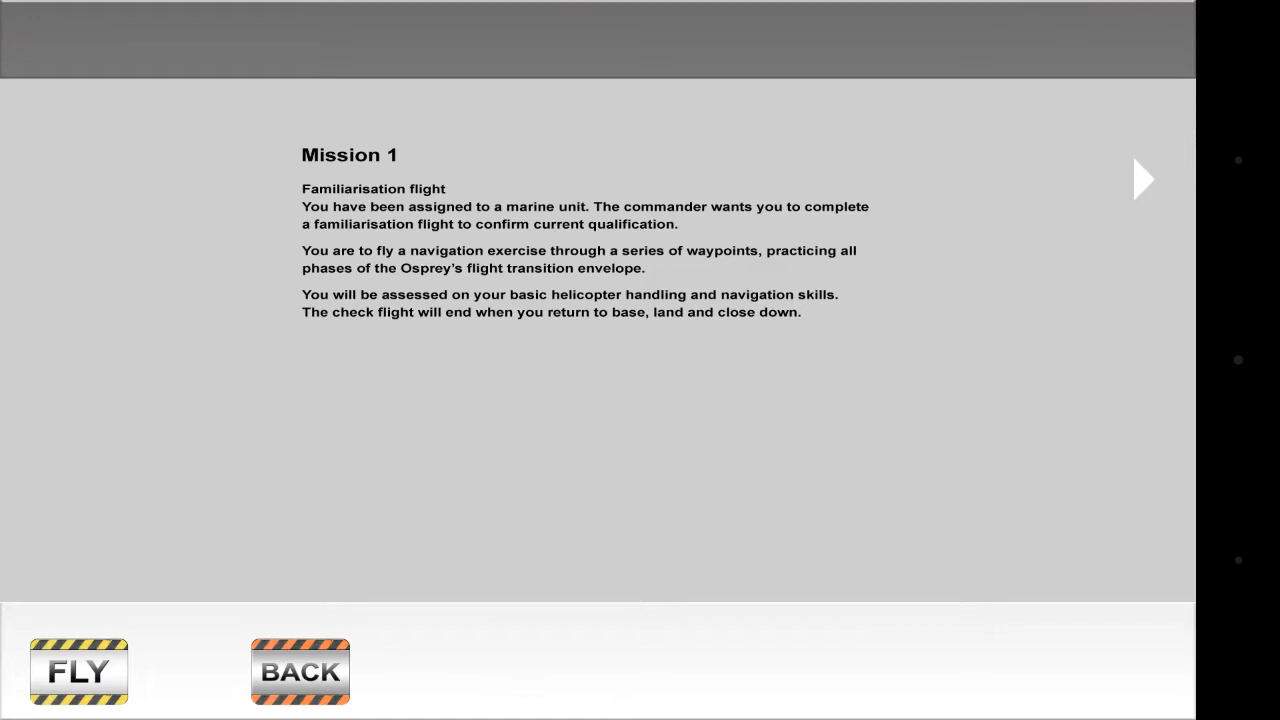 Mission 1
Familiarisation flight
You have been assigned to a marine unit. The commander wants you to complete
a familiarisation flight to confirm current qualification.
You are to fly a navigation exercise through a series of waypoints, practicing all
phases of the Osprey's flight transition envelope.
You will be assessed on your basic helicopter handling and navigation skills.
The check flight will end when you return to base, land and close down.
FLY
BACK